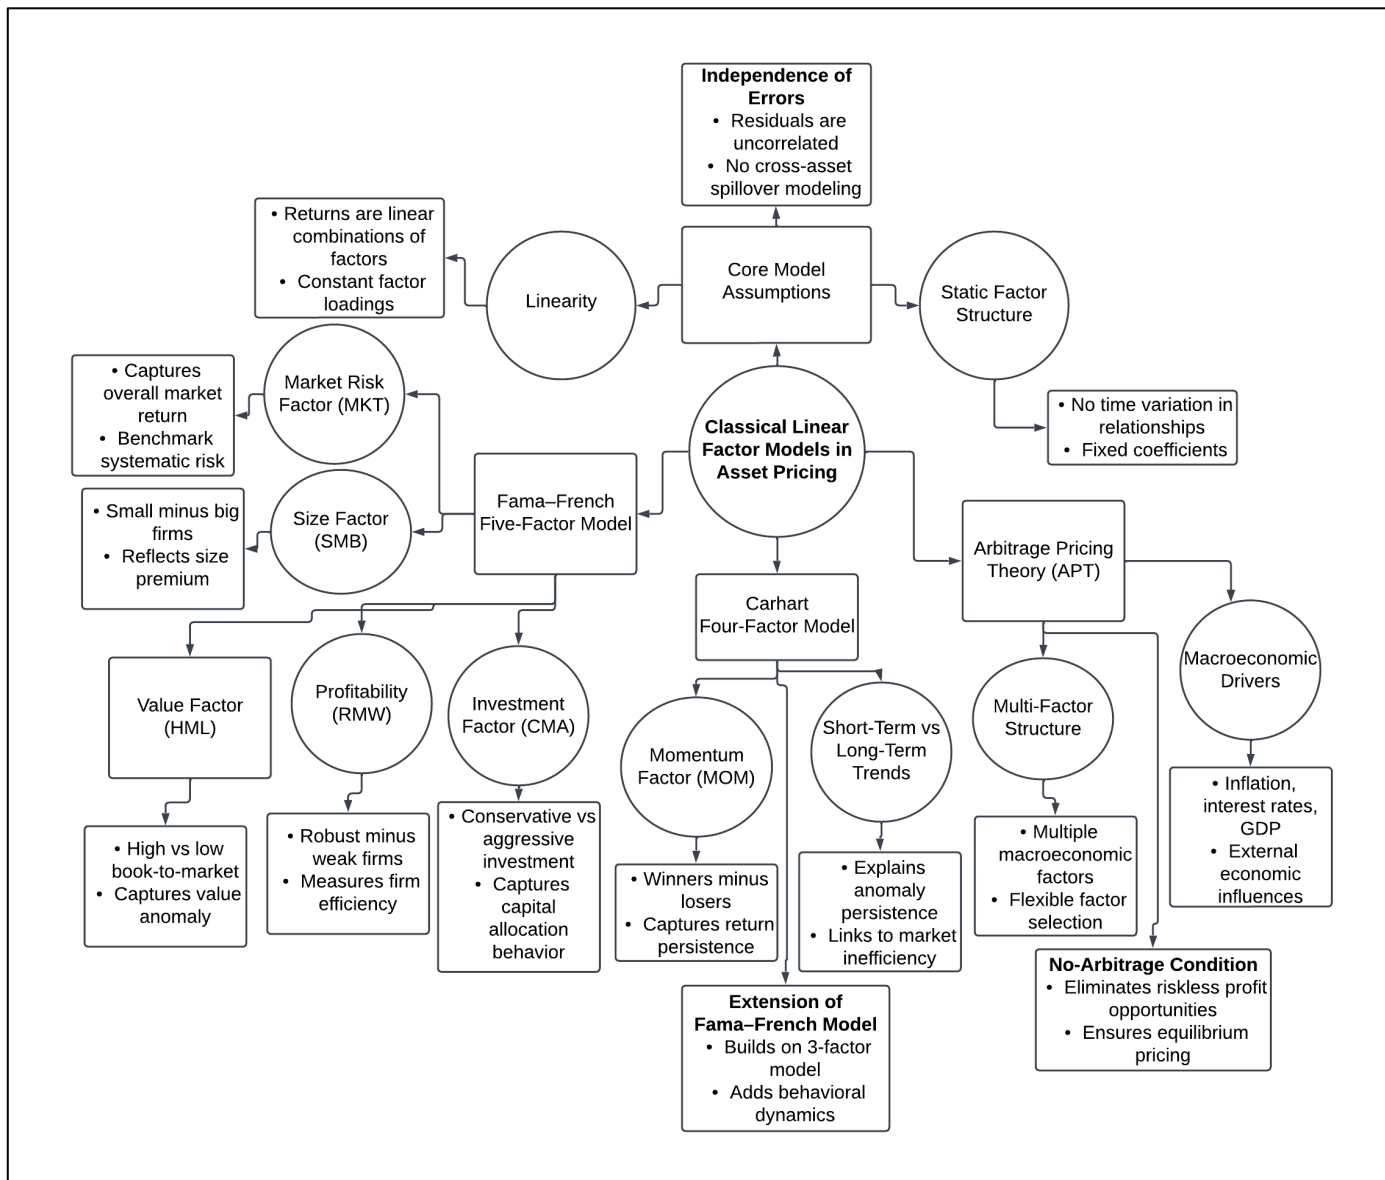 Independence of
Errors
• Residuals are
uncorrelated
• No cross-asset
spillover modeling
• Returns are linear
combinations of
factors
• Constant factor
loadings
Linearity
Core Model
Assumptions
Static Factor
Structure
• No time variation in
relationships
• Fixed coefficients
Classical Linear
Factor Models in
Asset Pricing
Market Risk
Factor (MKT)
• Captures
overall market
return
• Benchmark
systematic risk
Fama–French
Five-Factor Model
Size Factor
(SMB)
• Small minus big
firms
• Reflects size
premium
Value Factor
(HML)
• High vs low
book-to-market
• Captures value
anomaly
Profitability
(RMW)
• Robust minus
weak firms
• Measures firm
efficiency
Investment
Factor (CMA)
• Conservative vs
aggressive
investment
• Captures
capital
allocation
behavior
Carhart
Four-Factor Model
Momentum
Factor (MOM)
• Winners minus
losers
• Captures return
persistence
Short-Term vs
Long-Term
Trends
• Explains
anomaly
persistence
• Links to market
inefficiency
Extension of
Fama–French Model
• Builds on 3-factor
model
• Adds behavioral
dynamics
Arbitrage Pricing
Theory (APT)
Multi-Factor
Structure
• Multiple
macroeconomic
factors
• Flexible factor
selection
Macroeconomic
Drivers
• Inflation,
interest rates,
GDP
• External
economic
influences
No-Arbitrage Condition
• Eliminates riskless profit
opportunities
• Ensures equilibrium
pricing